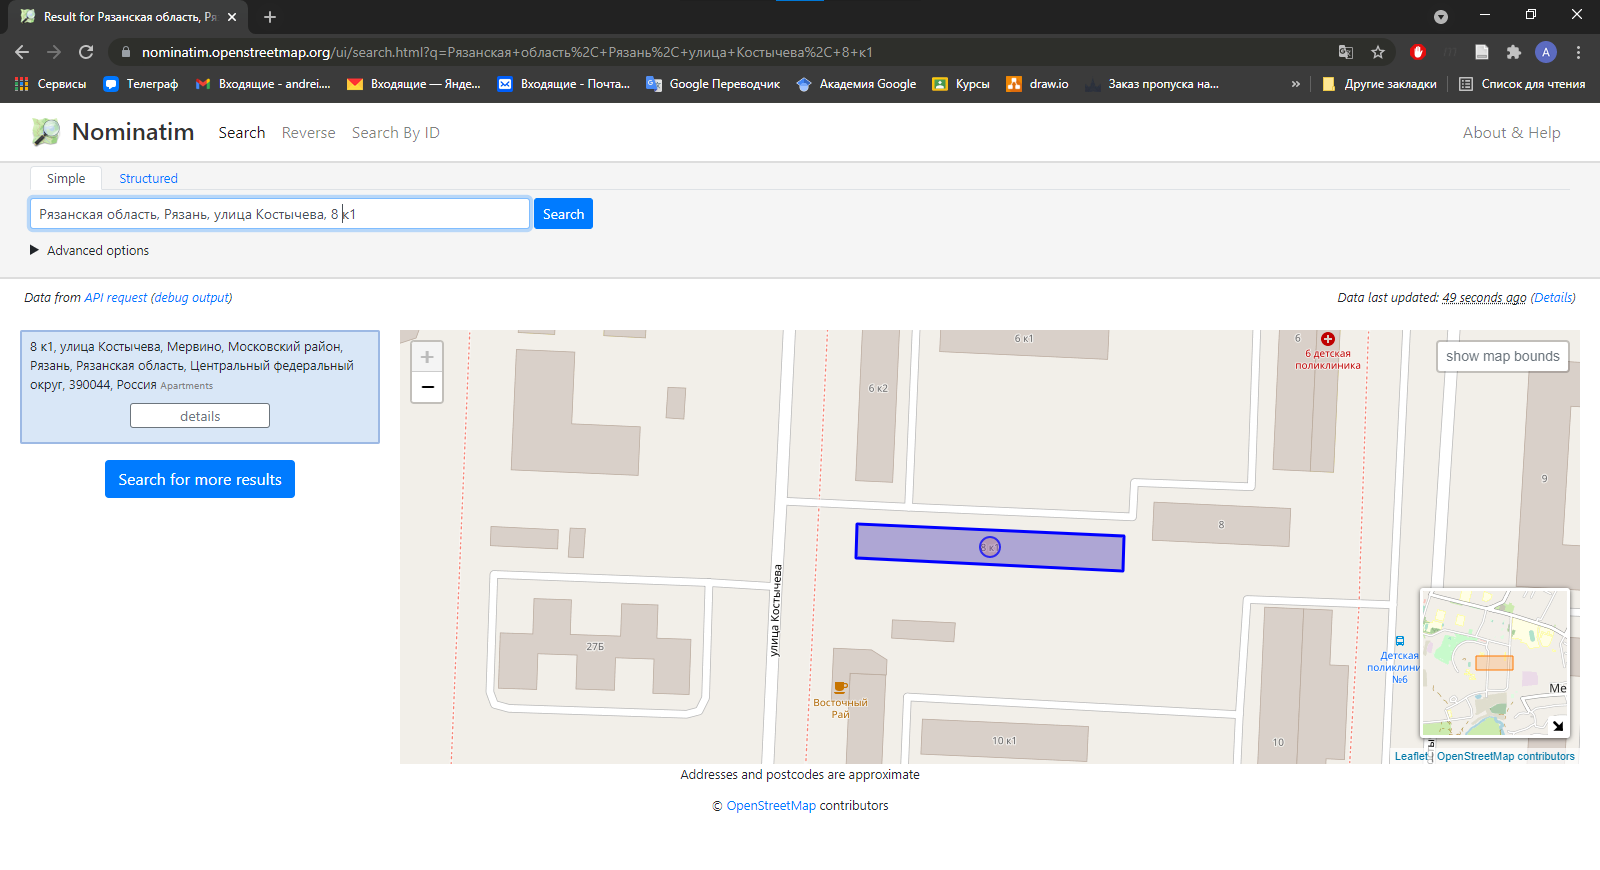 Result for Рязанская область, Ря
nominatim.openstreetmap.org/ui/search.html?q=Рязанская+область%2C+Рязань%2C+улица+Костычева%2C+8+к1
A
Сервисы
Телеграф
Входящие - andrei....
Входящие — Янде...
Входящие - Почта...
Google Переводчик
Академия Google
Курсы
draw.io
Заказ пропуска на...
»
Другие закладки
Список для чтения
Nominatim
Search
Reverse
Search By ID
About & Help
Simple
Structured
Рязанская область, Рязань, улица Костычева, 8 к1
Search
Advanced options
Data from API request (debug output)
Data last updated: 49 seconds ago (Details)
8 к1, улица Костычева, Мервино, Московский район,
Рязань, Рязанская область, Центральный федеральный
округ, 390044, Россия Apartments
details
Search for more results
+
−
show map bounds
6 к1
6
6 детская
поликлиника
6 к2
9
8
8 к1
улица Костычева
27Б
Детская
поликлини
№6
Восточный
Рай
10 к1
10
Ме
Leaflet | OpenStreetMap contributors
Addresses and postcodes are approximate
© OpenStreetMap contributors